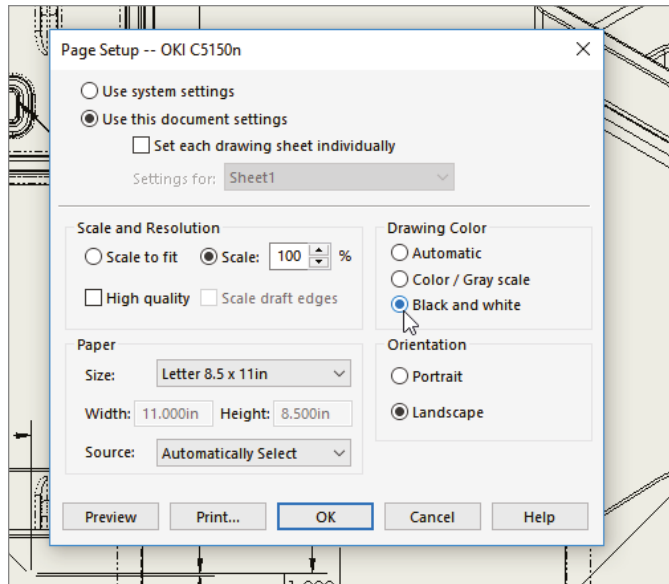 Page Setup -- OKI C5150n
Use system settings
Use this document settings
Set each drawing sheet individually
Settings for: Sheet1
Scale and Resolution
Scale to fit Scale: 100 %
High quality Scale draft edges
Drawing Color
Automatic
Color / Gray scale
Black and white
Paper
Size: Letter 8.5 x 11in
Width: 11.000in Height: 8.500in
Source: Automatically Select
Orientation
Portrait
Landscape
Preview Print... OK Cancel Help